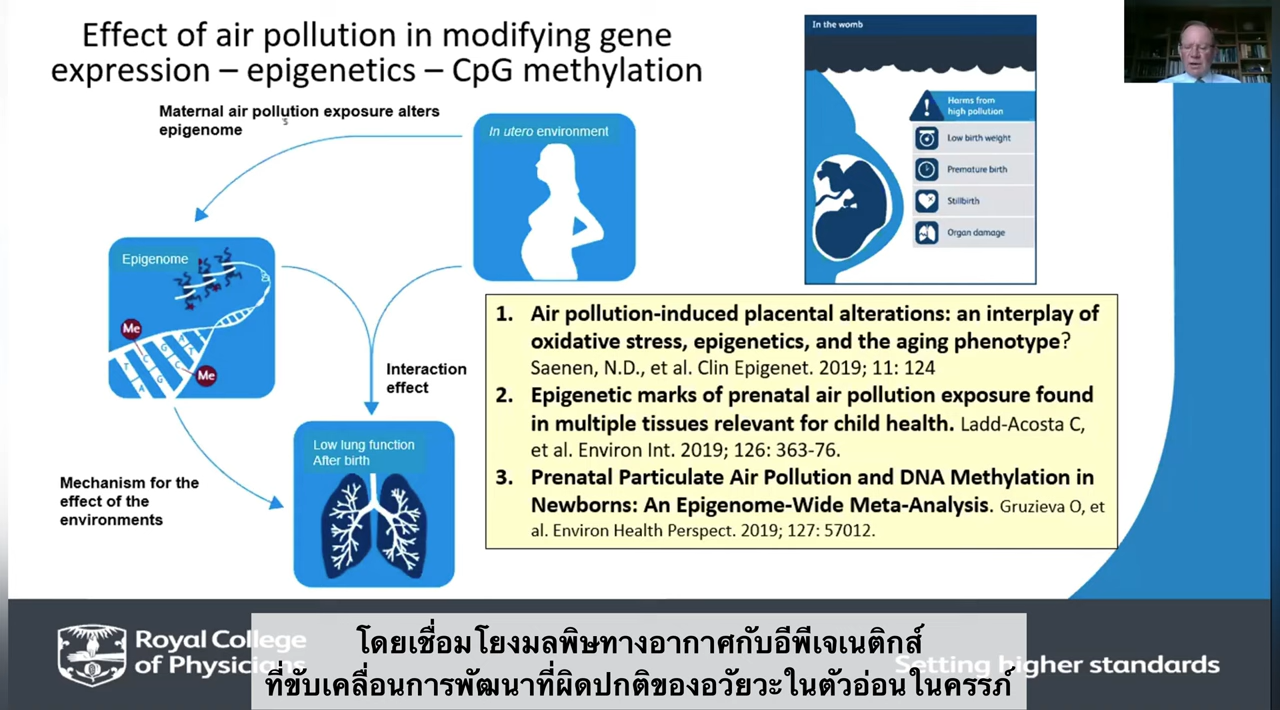 Effect of air pollution in modifying gene
expression – epigenetics – CpG methylation
Maternal air pollution exposure alters
epigenome
In utero environment
Epigenome
Me
Me
T
C
G
A
T
A
G
C
Interaction
effect
Low lung function
After birth
Mechanism for the
effect of the
environments
In the womb
Harms from
high pollution
Low birth weight
Premature birth
Stillbirth
Organ damage
1. Air pollution-induced placental alterations: an interplay of
oxidative stress, epigenetics, and the aging phenotype?
Saenen, N.D., et al. Clin Epigenet. 2019; 11: 124
2. Epigenetic marks of prenatal air pollution exposure found
in multiple tissues relevant for child health. Ladd-Acosta C,
et al. Environ Int. 2019; 126: 363-76.
3. Prenatal Particulate Air Pollution and DNA Methylation in
Newborns: An Epigenome-Wide Meta-Analysis. Gruzieva O, et
al. Environ Health Perspect. 2019; 127: 57012.
Royal College
of Physicians
Setting higher standards
โดยเชื่อมโยงมลพิษทางอากาศกับอีพีเจเนติกส์
ที่ขับเคลื่อนการพัฒนาที่ผิดปกติของอวัยวะในตัวอ่อนในครรภ์